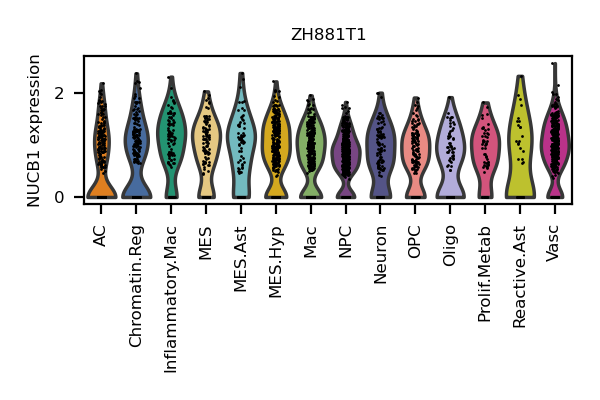 ZH881T1
NUCB1 expression
2
0
AC
Chromatin.Reg
Inflammatory.Mac
MES
MES.Ast
MES.Hyp
Mac
NPC
Neuron
OPC
Oligo
Prolif.Metab
Reactive.Ast
Vasc